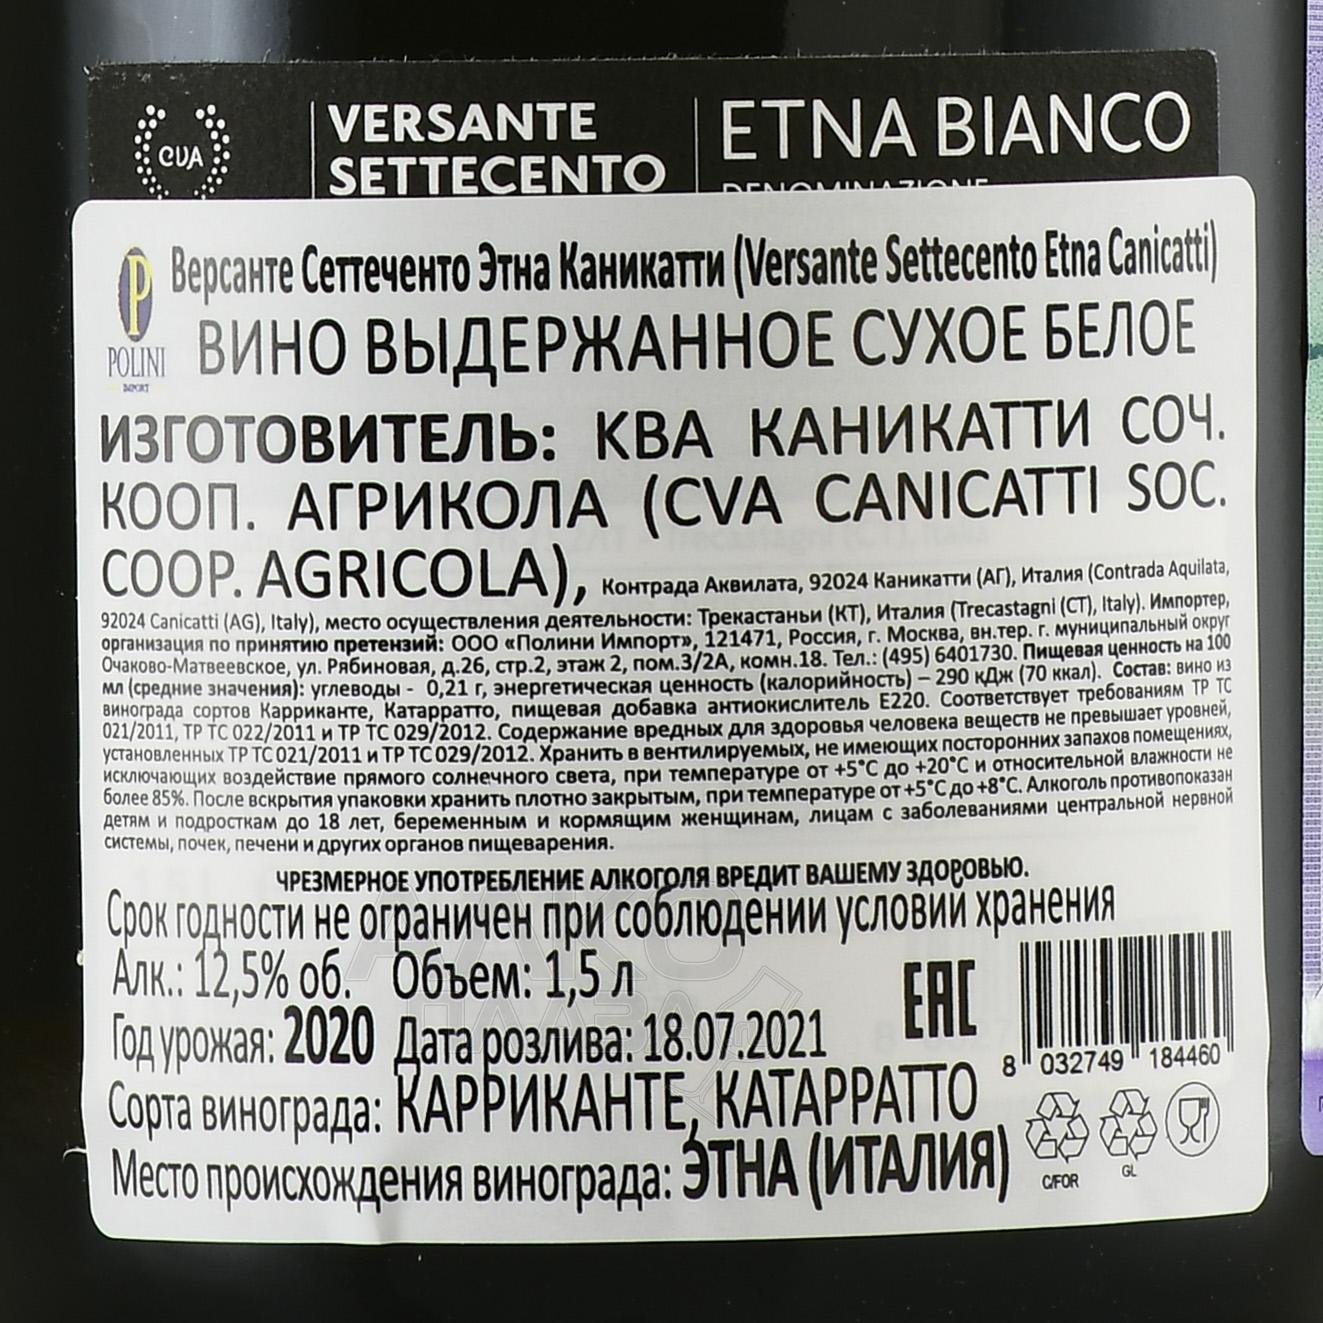 CVA
VERSANTE
SETTECENTO
ETNA BIANCO
DENOMINAZIONE
P
POLINI
IMPORT
Версанте Сеттеченто Этна Каникатти (Versante Settecento Etna Canicatti)
ВИНО ВЫДЕРЖАННОЕ СУХОЕ БЕЛОЕ
ИЗГОТОВИТЕЛЬ: КВА КАНИКАТТИ СОЧ.
КООП. АГРИКОЛА (CVA CANICATTI SOC.
COOP. AGRICOLA), Контрада Аквилата, 92024 Каникатти (АГ), Италия (Contrada Aquilata,
92024 Canicatti (AG), Italy), место осуществления деятельности: Трекастаньи (КТ), Италия (Trecastagni (CT), Italy). Импортер,
организация по принятию претензий: ООО «Полини Импорт», 121471, Россия, г. Москва, вн.тер. г. муниципальный округ
Очаково-Матвеевское, ул. Рябиновая, д.26, стр.2, этаж 2, пом.3/2А, комн.18. Тел.: (495) 6401730. Пищевая ценность на 100
мл (средние значения): углеводы - 0,21 г, энергетическая ценность (калорийность) – 290 кДж (70 ккал). Состав: вино из
винограда сортов Карриканте, Катарратто, пищевая добавка антиокислитель Е220. Соответствует требованиям ТР ТС
021/2011, ТР ТС 022/2011 и ТР ТС 029/2012. Содержание вредных для здоровья человека веществ не превышает уровней,
установленных ТР ТС 021/2011 и ТР ТС 029/2012. Хранить в вентилируемых, не имеющих посторонних запахов помещениях,
исключающих воздействие прямого солнечного света, при температуре от +5°С до +20°С и относительной влажности не
более 85%. После вскрытия упаковки хранить плотно закрытым, при температуре от +5°С до +8°С. Алкоголь противопоказан
детям и подросткам до 18 лет, беременным и кормящим женщинам, лицам с заболеваниями центральной нервной
системы, почек, печени и других органов пищеварения.
ЧРЕЗМЕРНОЕ УПОТРЕБЛЕНИЕ АЛКОГОЛЯ ВРЕДИТ ВАШЕМУ ЗДОРОВЬЮ.
Срок годности не ограничен при соблюдении условий хранения
Алк.: 12,5% об. Объем: 1,5 л
Год урожая: 2020 Дата розлива: 18.07.2021
EAC
8 032749 184460
Сорта винограда: КАРРИКАНТЕ, КАТАРРАТТО
Место происхождения винограда: ЭТНА (ИТАЛИЯ)
C/FOR
GL